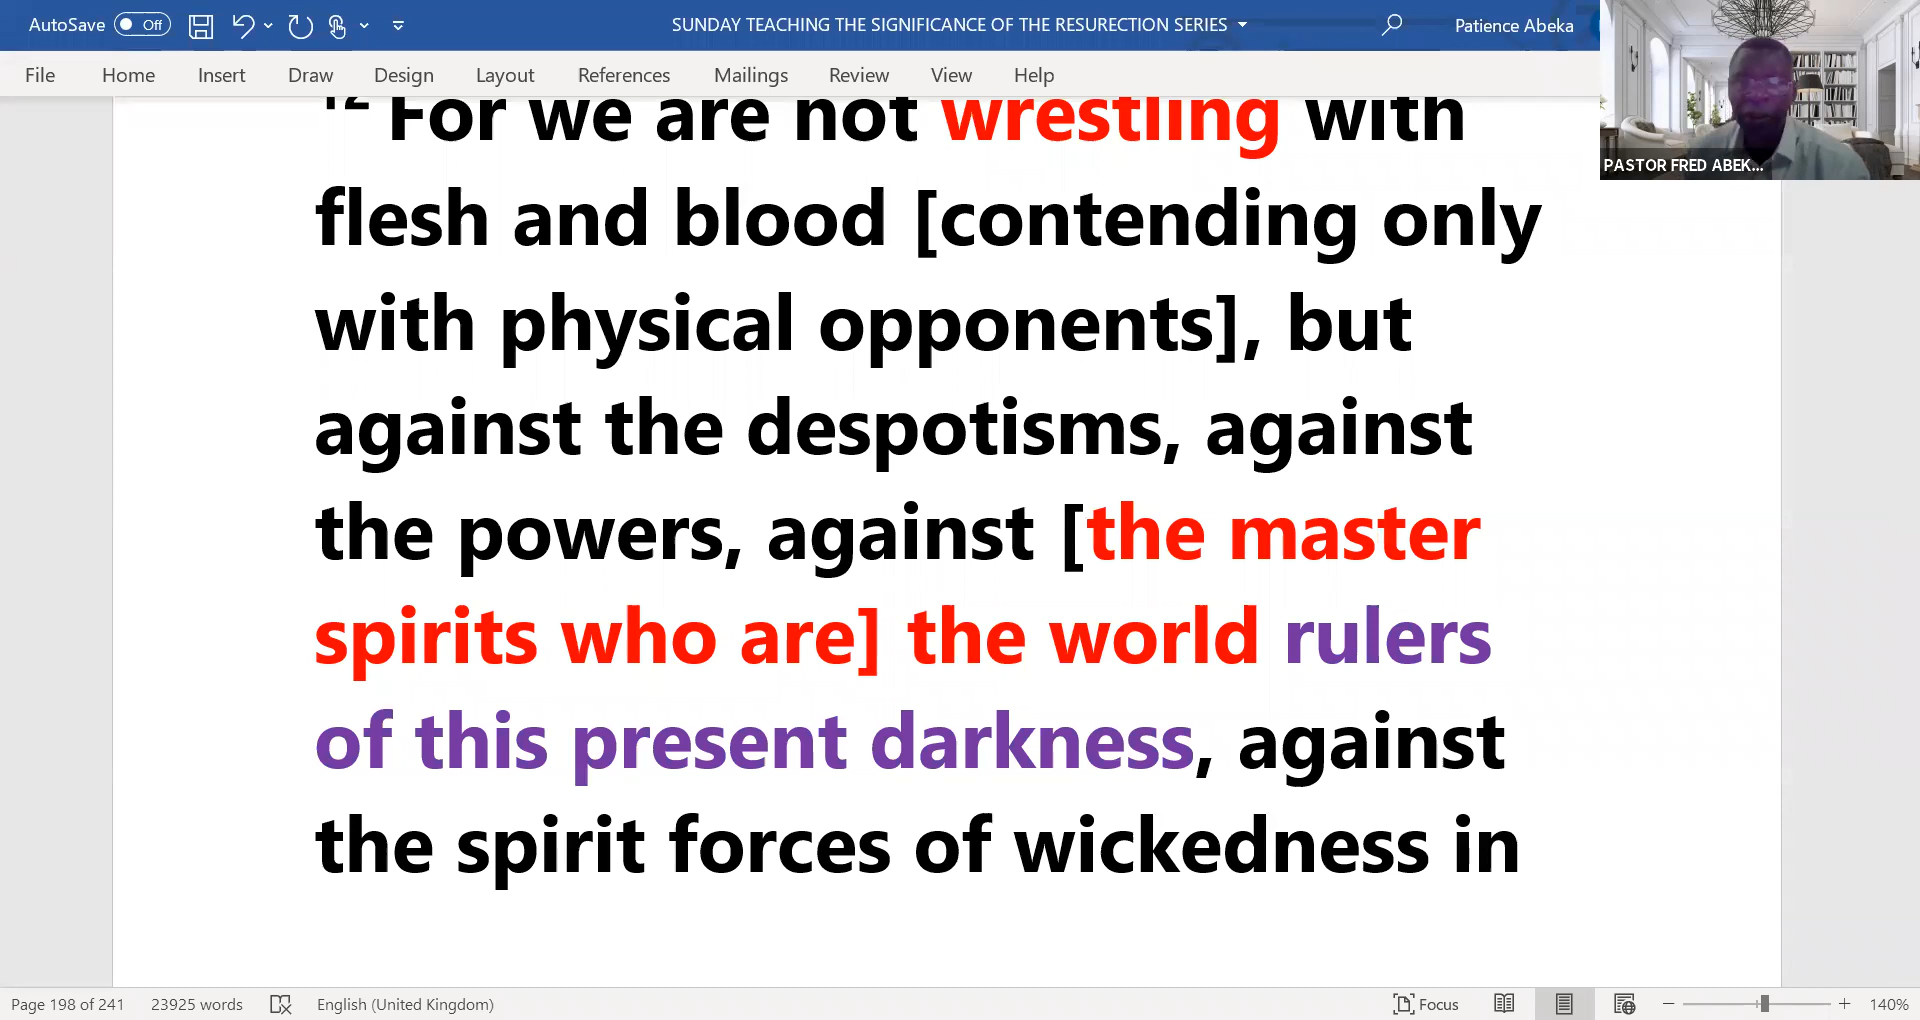 AutoSave Off SUNDAY TEACHING THE SIGNIFICANCE OF THE RESURECTION SERIES Patience Abeka
File Home Insert Draw Design Layout References Mailings Review View Help
PASTOR FRED ABEK...
12 For we are not wrestling with
flesh and blood [contending only
with physical opponents], but
against the despotisms, against
the powers, against [the master
spirits who are] the world rulers
of this present darkness, against
the spirit forces of wickedness in
Page 198 of 241 23925 words English (United Kingdom) Focus 140%